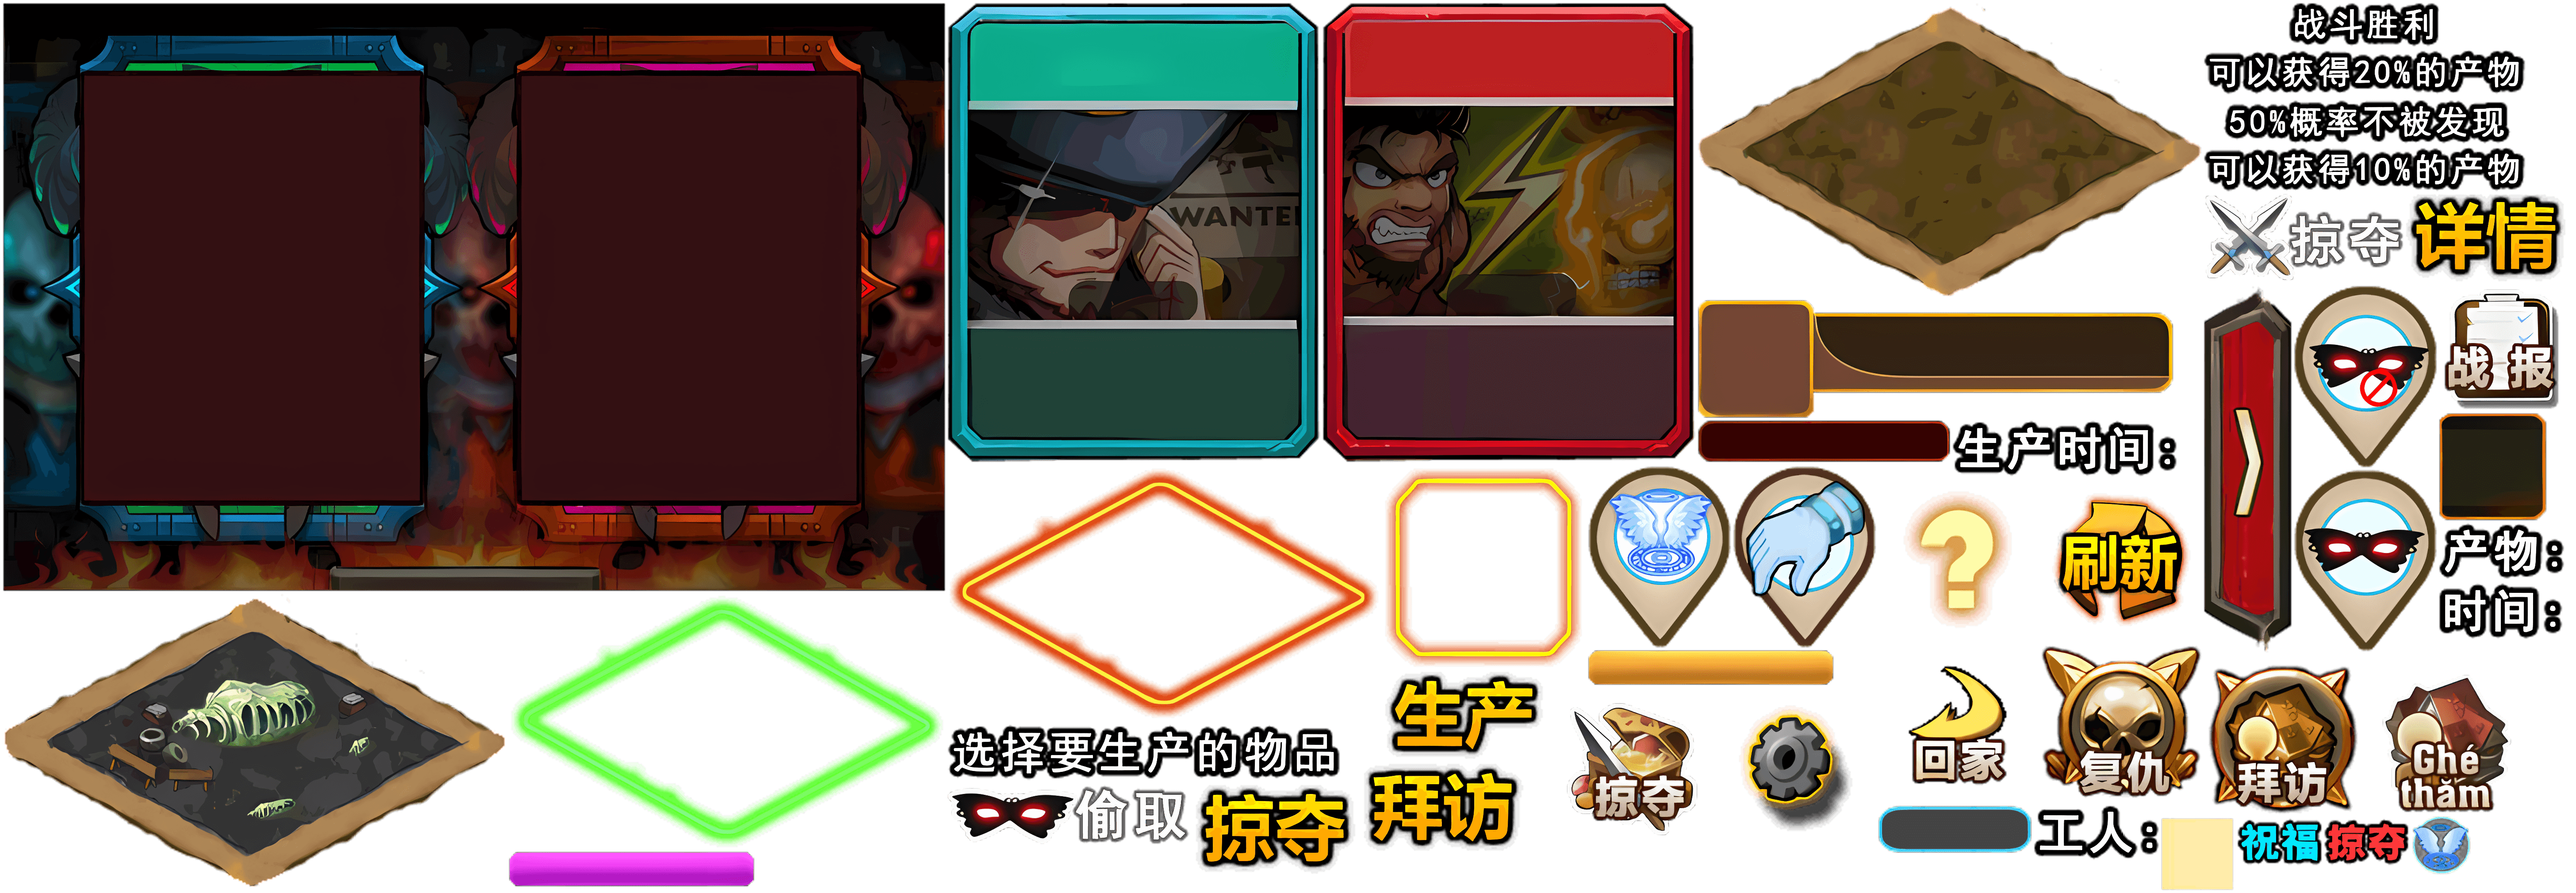 战斗胜利
可以获得20%的产物
50%概率不被发现
可以获得10%的产物
WANTE
掠夺
详情
战 报
生产时间:
刷新
产物:
时间:
选择要生产的物品
偷取
掠夺
生产
拜访
掠夺
回家
复仇
拜访
Ghé
thăm
工人:
祝福
掠夺